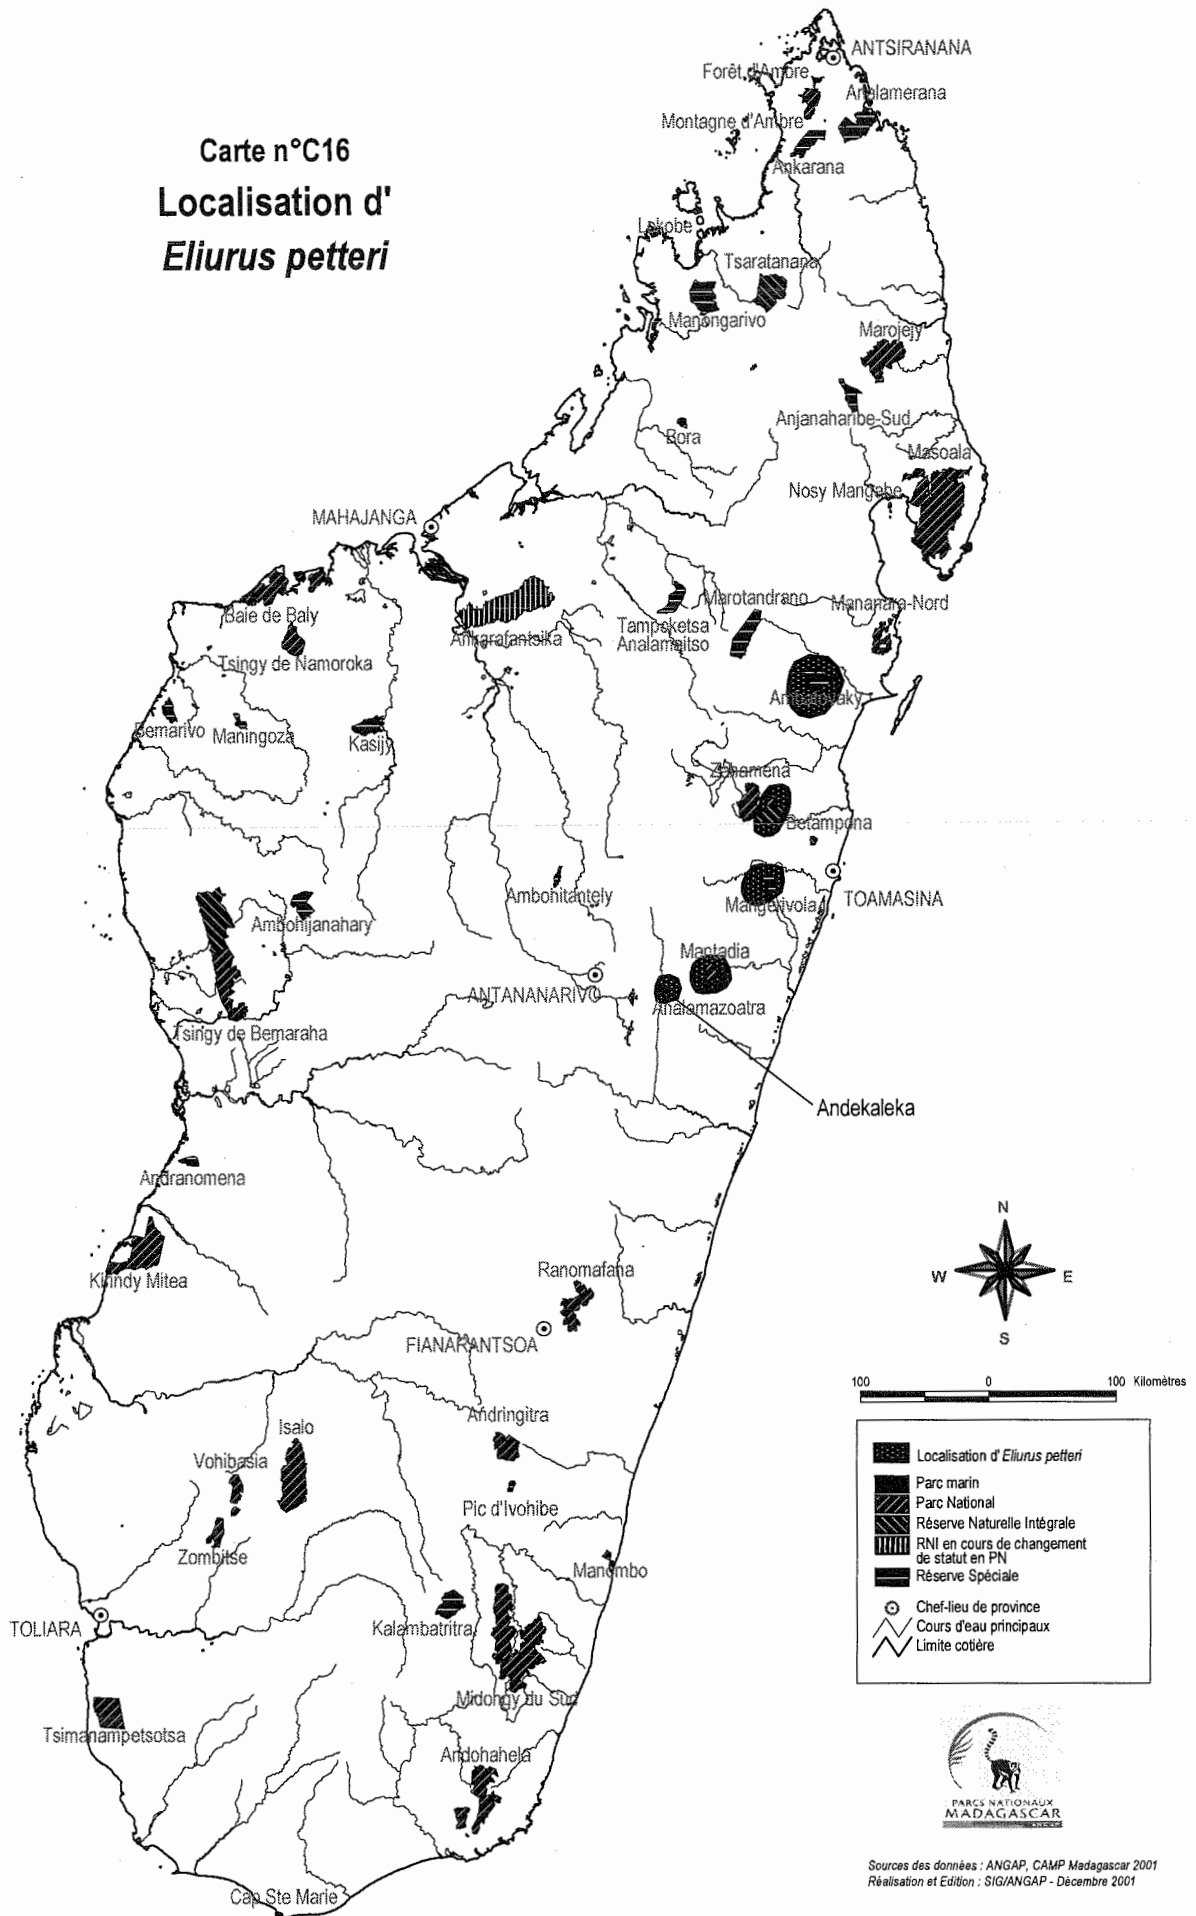 Carte n°C16
Localisation d'
Eliurus petteri
ANTSIRANANA
Forêt d'Ambre
Analamerana
Montagne d'Ambre
Ankarana
Lokobe
Tsaratanana
Manongarivo
Marojejy
Anjanaharibe-Sud
Bora
Masoala
Nosy Mangabe
MAHAJANGA
Baie de Baly
Ankarafantsika
Marotandrano
Mananara-Nord
Tampoketsa
Analamaitso
Tsingy de Namoroka
Ambatovaky
Bemarivo
Maningoza
Kasijy
Zahamena
Betampona
Ambohitantely
Mangerivola
TOAMASINA
Ambohijanahary
Mantadia
ANTANANARIVO
Analamazoatra
Tsingy de Bemaraha
Andekaleka
Andranomena
Kirindy Mitea
Ranomafana
FIANARANTSOA
Andringitra
Isalo
Vohibasia
Pic d'Ivohibe
Zombitse
Manombo
TOLIARA
Kalambatritra
Midongy du Sud
Tsimanampetsotsa
Andohahela
Cap Ste Marie
N
W
E
S
100 0 100 Kilomètres
Localisation d'Eliurus petteri
Parc marin
Parc National
Réserve Naturelle Intégrale
RNI en cours de changement
de statut en PN
Réserve Spéciale
Chef-lieu de province
Cours d'eau principaux
Limite cotière
PARCS NATIONAUX
MADAGASCAR
Sources des données : ANGAP, CAMP Madagascar 2001
Réalisation et Edition : SIG/ANGAP - Décembre 2001